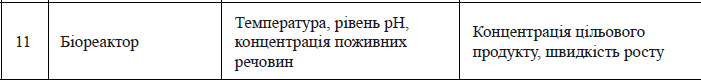 11
Біореактор
Температура, рівень pH,
концентрація поживних
речовин
Концентрація цільового
продукту, швидкість росту